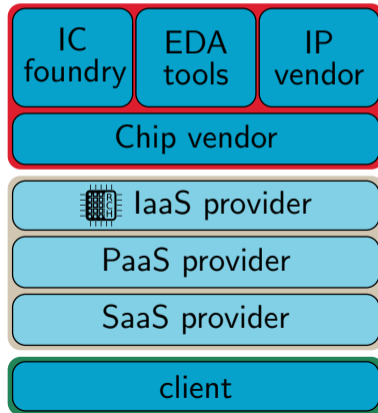 IC foundry
EDA tools
IP vendor
Chip vendor
IaaS provider
PaaS provider
SaaS provider
client